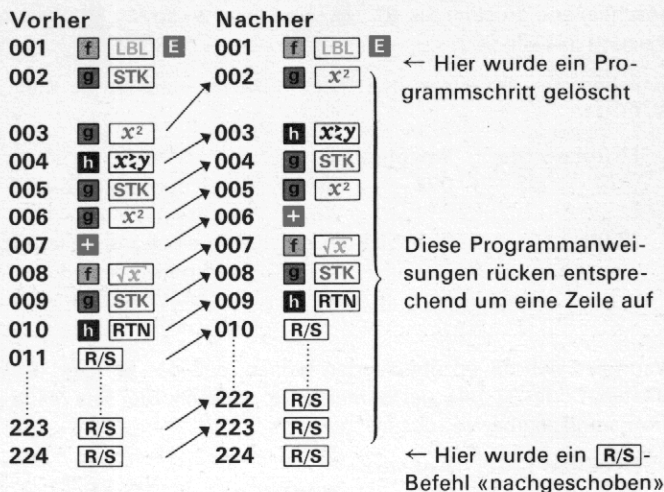 Vorher Nachher
001 f LBL E 001 f LBL E
002 g STK 002 g x²
← Hier wurde ein Pro-
grammschritt gelöscht
003 g x² 003 h x⇄y
004 h x⇄y 004 g STK
005 g STK 005 g x²
006 g x² 006 +
007 + 007 f √x
Diese Programmanwei-
008 f √x 008 g STK
sungen rücken entspre-
009 g STK 009 h RTN
chend um eine Zeile auf
010 h RTN 010 R/S
011 R/S
222 R/S
223 R/S 223 R/S
224 R/S 224 R/S
← Hier wurde ein R/S-
Befehl «nachgeschoben»